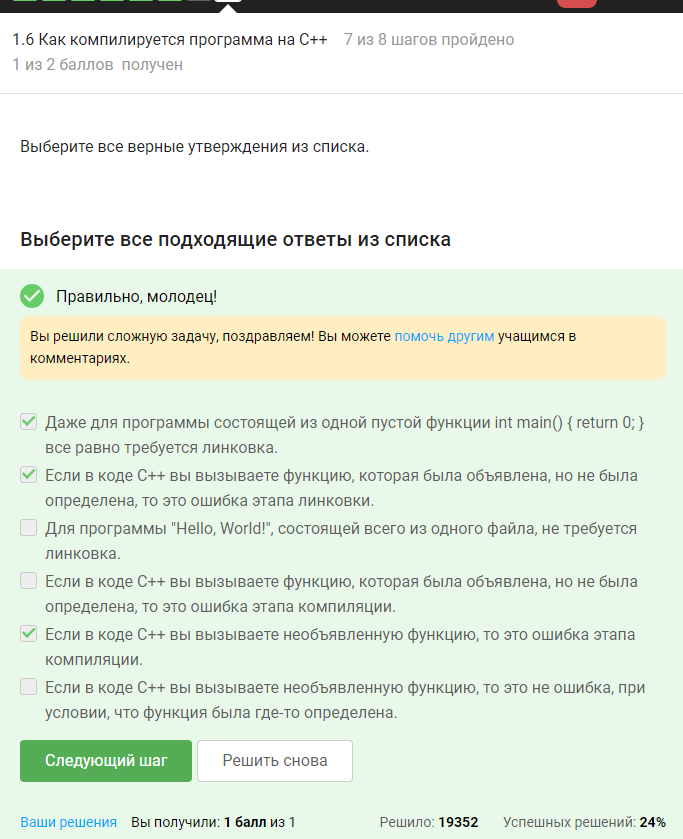 1.6 Как компилируется программа на C++ 7 из 8 шагов пройдено
1 из 2 баллов получен
Выберите все верные утверждения из списка.
Выберите все подходящие ответы из списка
Правильно, молодец!
Вы решили сложную задачу, поздравляем! Вы можете помочь другим учащимся в
комментариях.
Даже для программы состоящей из одной пустой функции int main() { return 0; }
все равно требуется линковка.
Если в коде C++ вы вызываете функцию, которая была объявлена, но не была
определена, то это ошибка этапа линковки.
Для программы "Hello, World!", состоящей всего из одного файла, не требуется
линковка.
Если в коде C++ вы вызываете функцию, которая была объявлена, но не была
определена, то это ошибка этапа компиляции.
Если в коде C++ вы вызываете необъявленную функцию, то это ошибка этапа
компиляции.
Если в коде C++ вы вызываете необъявленную функцию, то это не ошибка, при
условии, что функция была где-то определена.
Следующий шаг Решить снова
Ваши решения Вы получили: 1 балл из 1 Решило: 19352 Успешных решений: 24%